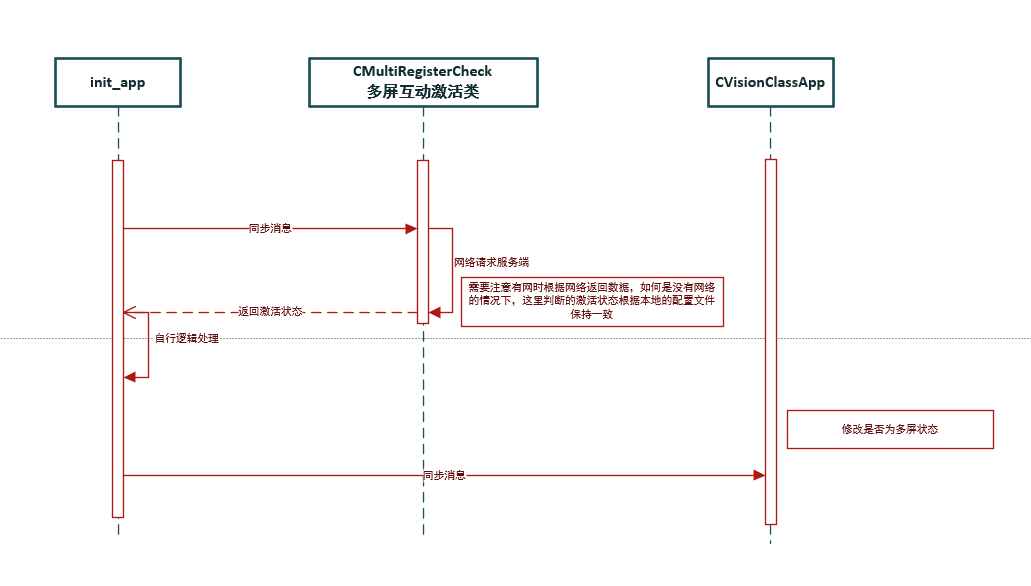 init_app
CMultiRegisterCheck
多屏互动激活类
CVisionClassApp
同步消息
网络请求服务端
需要注意有网时根据网络返回数据，如何是没有网络
的情况下，这里判断的激活状态根据本地的配置文件
保持一致
返回激活状态
自行逻辑处理
修改是否为多屏状态
同步消息